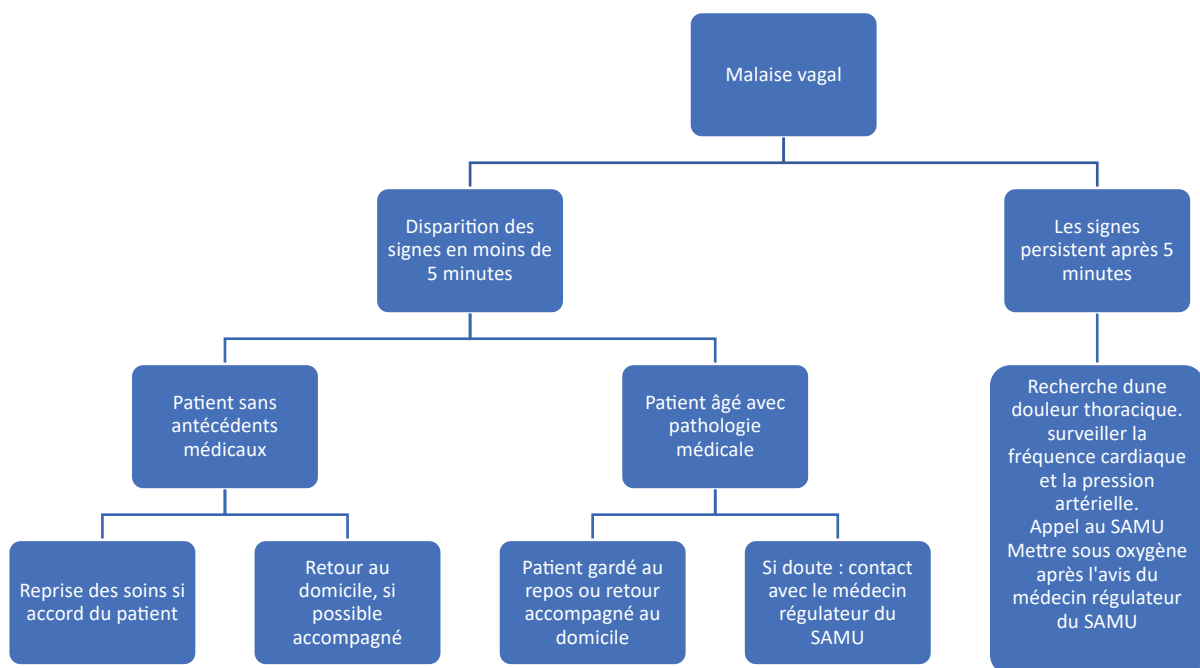 Malaise vagal
Disparition des
signes en moins de
5 minutes
Les signes
persistent après 5
minutes
Patient sans
antécédents
médicaux
Patient âgé avec
pathologie
médicale
Recherche dune
douleur thoracique.
surveiller la
fréquence cardiaque
et la pression
artérielle.
Appel au SAMU
Mettre sous oxygène
après l'avis du
médecin régulateur
du SAMU
Reprise des soins si
accord du patient
Retour au
domicile, si
possible
accompagné
Patient gardé au
repos ou retour
accompagné au
domicile
Si doute : contact
avec le médecin
régulateur du
SAMU